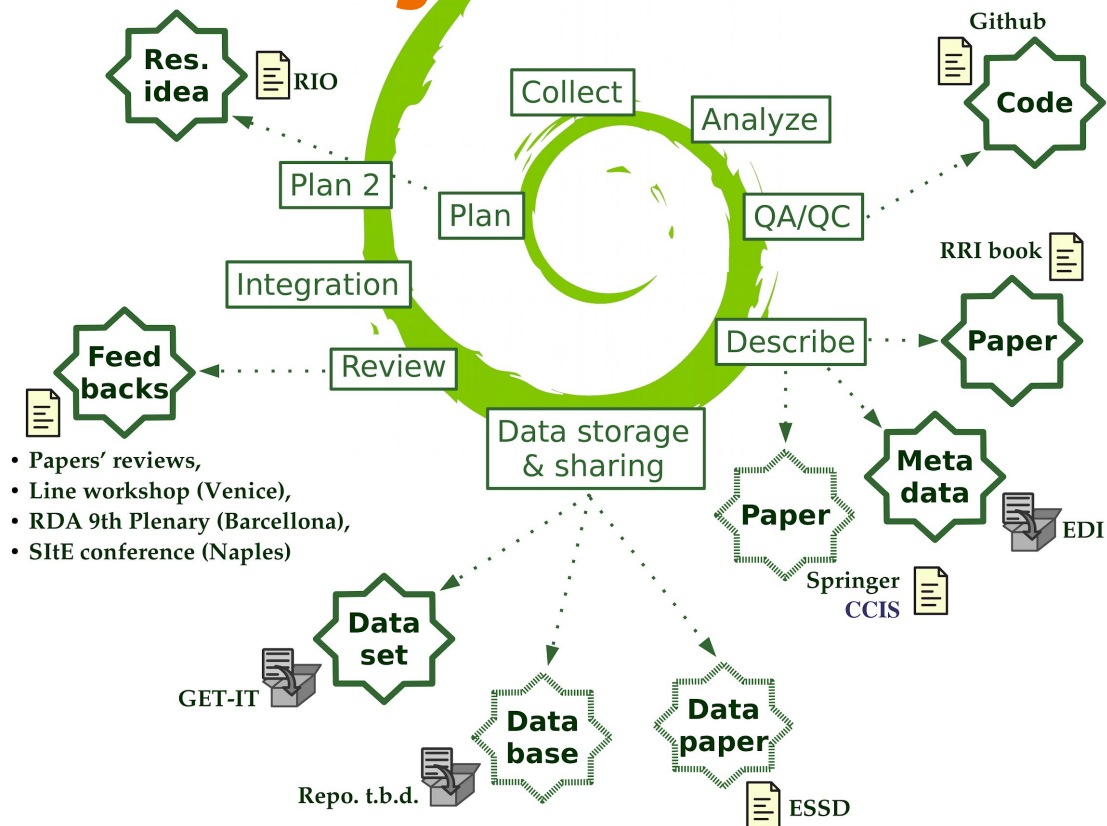 Github
Res.
idea
RIO
Collect
Analyze
Code
Plan 2
Plan
QA/QC
RRI book
Integration
Describe
Paper
Feed
backs
Review
Data storage
& sharing
• Papers’ reviews,
• Line workshop (Venice),
• RDA 9th Plenary (Barcellona),
• SItE conference (Naples)
Meta
data
Paper
EDI
Springer
CCIS
Data
set
GET-IT
Data
base
Data
paper
Repo. t.b.d.
ESSD